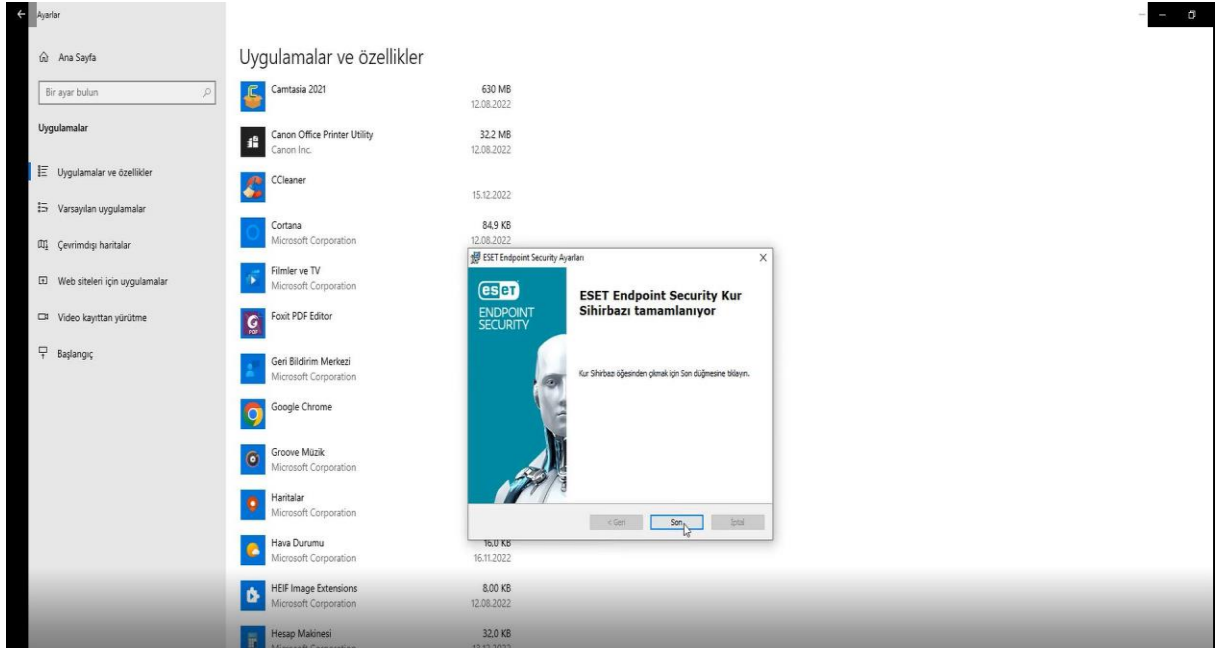 Ayarlar
Ana Sayfa
Bir ayar bulun
Uygulamalar
Uygulamalar ve özellikler
Varsayılan uygulamalar
Çevrimdışı haritalar
Web siteleri için uygulamalar
Video kayıttan yürütme
Başlangıç
Uygulamalar ve özellikler
Camtasia 2021 630 MB
12.08.2022
Canon Office Printer Utility 32,2 MB
Canon Inc. 12.08.2022
CCleaner
15.12.2022
Cortana 84,9 KB
Microsoft Corporation 12.08.2022
Filmler ve TV
Microsoft Corporation
Foxit PDF Editor
Geri Bildirim Merkezi
Microsoft Corporation
Google Chrome
Groove Müzik
Microsoft Corporation
Haritalar
Microsoft Corporation
Hava Durumu 16,0 KB
Microsoft Corporation 16.11.2022
HEIF Image Extensions 8,00 KB
Microsoft Corporation 12.08.2022
Hesap Makinesi 32,0 KB
Microsoft Corporation 13.12.2022
ESET Endpoint Security Ayarları
eset
ENDPOINT
SECURITY
ESET Endpoint Security Kur
Sihirbazı tamamlanıyor
Kur Sihirbazı öğesinden çıkmak için Son düğmesine tıklayın.
< Geri Son İptal